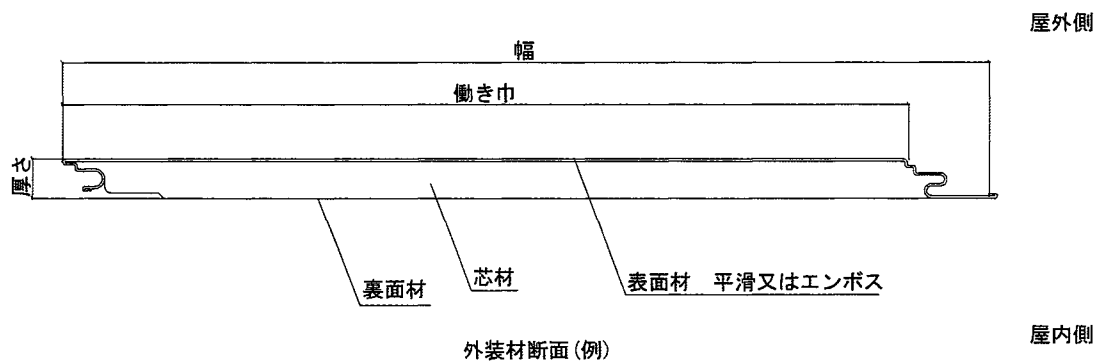 屋外側
幅
働き巾
厚さ
裏面材
芯材
表面材　平滑又はエンボス
外装材断面(例)
屋内側